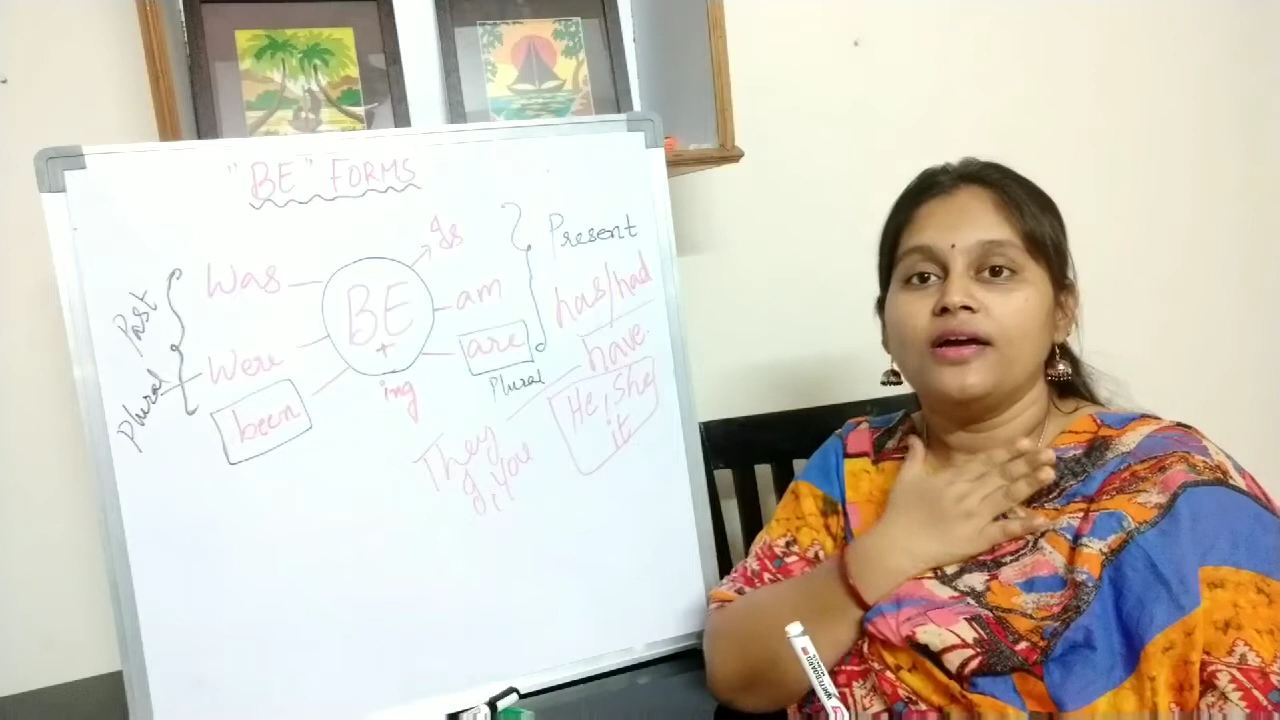 "BE" FORMS
Is
Present
Was
BE
am
has/had
Past
+
are
have.
Were
ing
Plural
He, She
it
Plural
been
They
I, You
WHITEBOARD